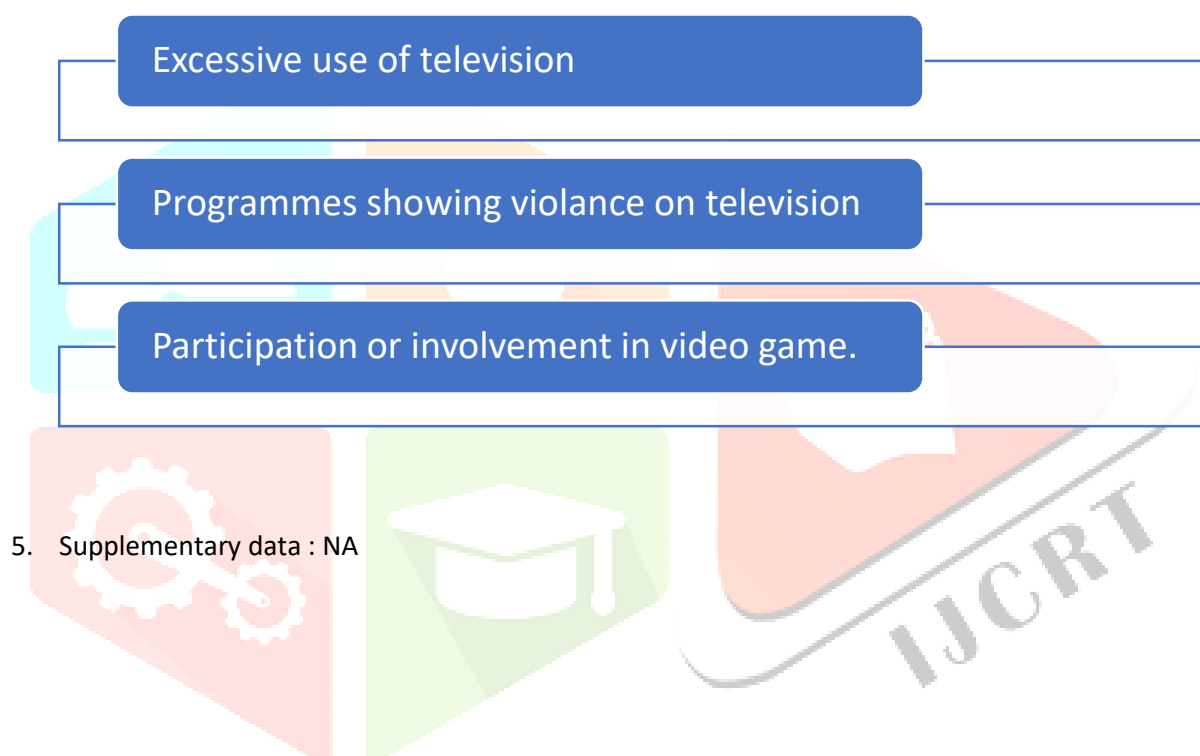 Excessive use of television
Programmes showing violance on television
Participation or involvement in video game.
5. Supplementary data : NA
IJCRT